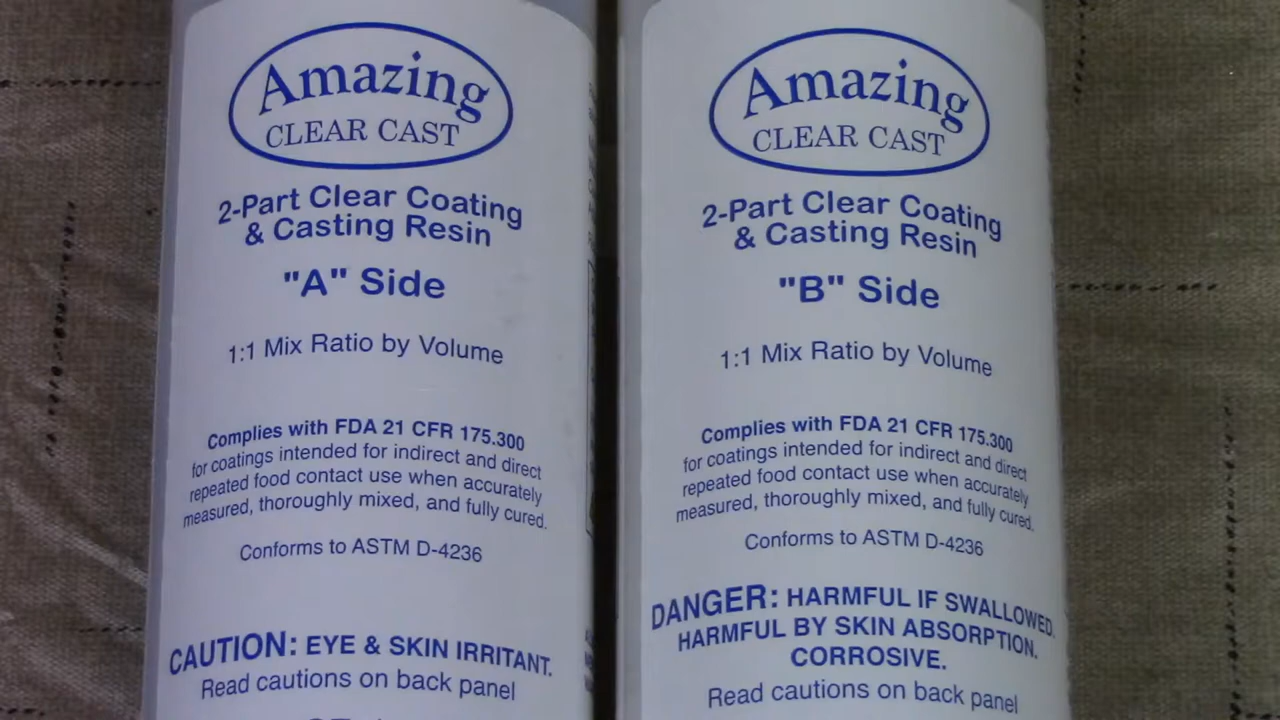 Amazing
CLEAR CAST
2-Part Clear Coating
& Casting Resin
"A" Side
1:1 Mix Ratio by Volume
Complies with FDA 21 CFR 175.300
for coatings intended for indirect and direct
repeated food contact use when accurately
measured, thoroughly mixed, and fully cured.
Conforms to ASTM D-4236
CAUTION: EYE & SKIN IRRITANT.
Read cautions on back panel
Amazing
CLEAR CAST
2-Part Clear Coating
& Casting Resin
"B" Side
1:1 Mix Ratio by Volume
Complies with FDA 21 CFR 175.300
for coatings intended for indirect and direct
repeated food contact use when accurately
measured, thoroughly mixed, and fully cured.
Conforms to ASTM D-4236
DANGER: HARMFUL IF SWALLOWED.
HARMFUL BY SKIN ABSORPTION.
CORROSIVE.
Read cautions on back panel